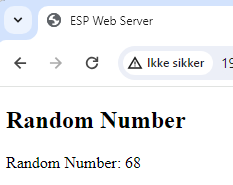 ESP Web Server
Ikke sikker 19
Random Number
Random Number: 68